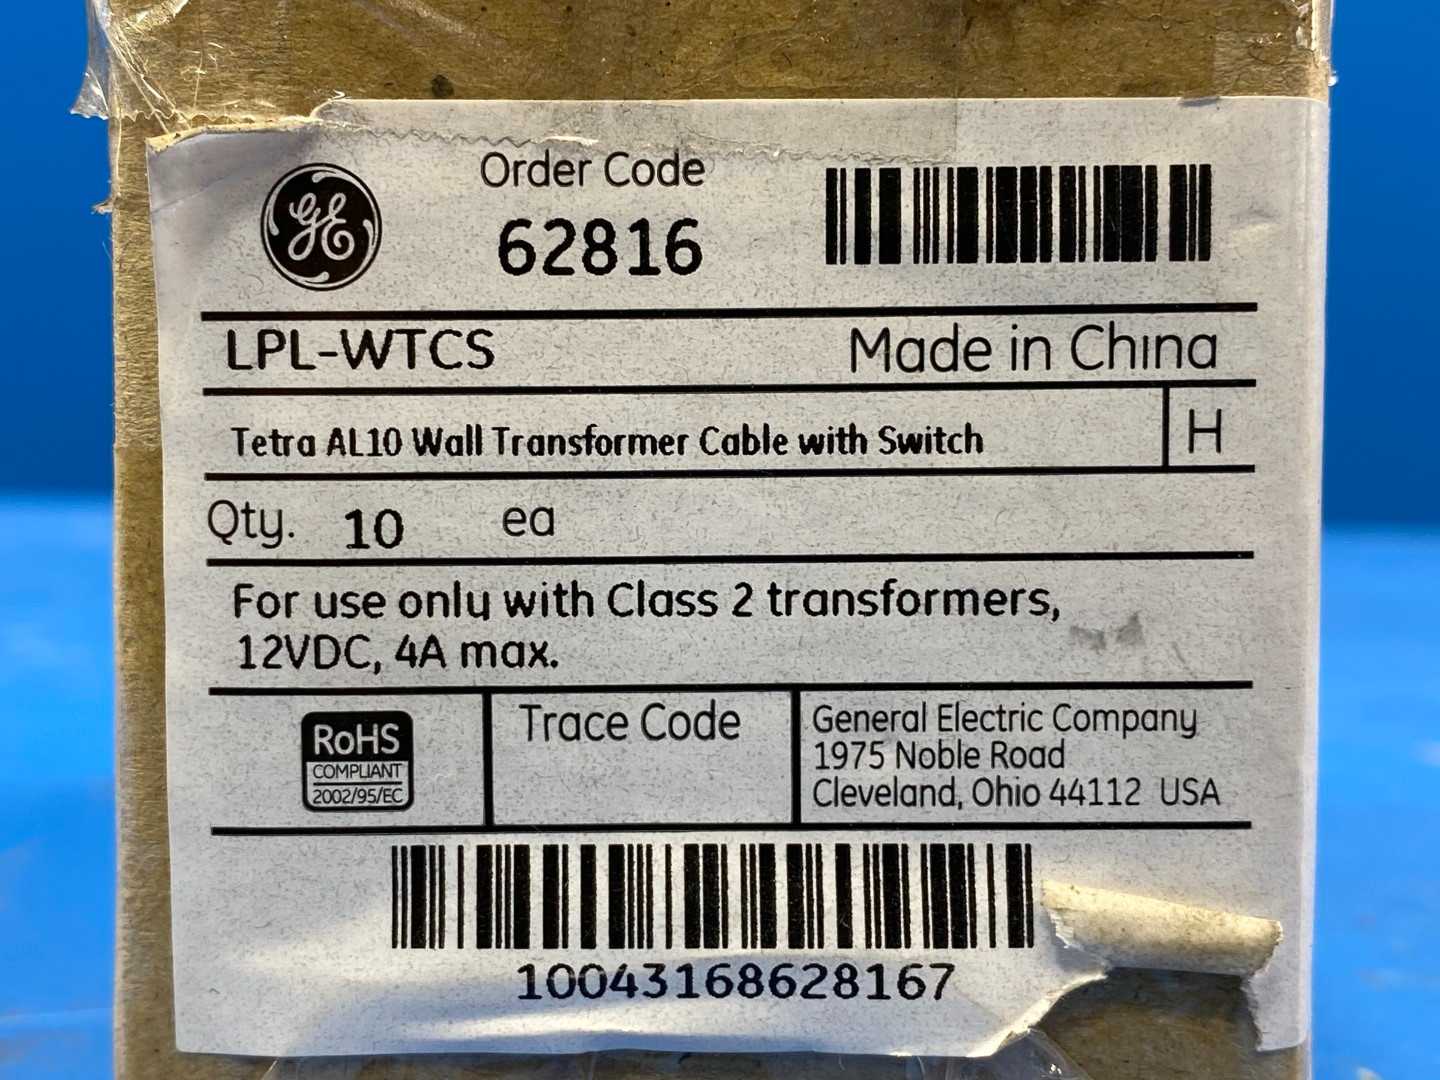 GE
Order Code
62816
LPL-WTCS
Made in China
Tetra AL10 Wall Transformer Cable with Switch
H
Qty. 10 ea
For use only with Class 2 transformers,
12VDC, 4A max.
RoHS
COMPLIANT
2002/95/EC
Trace Code
General Electric Company
1975 Noble Road
Cleveland, Ohio 44112 USA
10043168628167